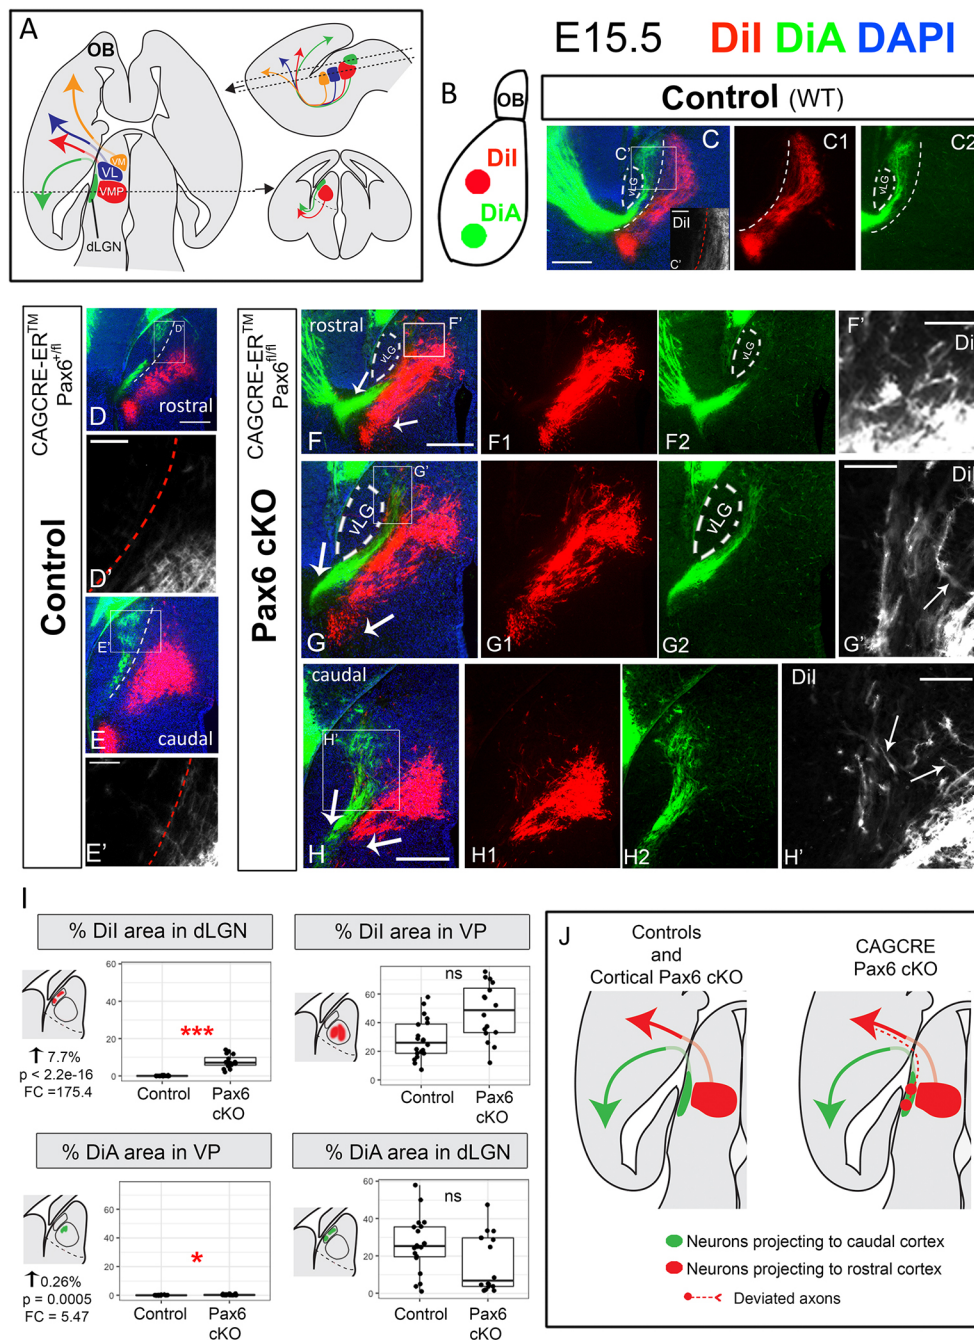 A
OB
VM
VL
VMP
dLGN
E15.5 DiI DiA DAPI
B
OB
DiI
DiA
Control (WT)
C
C'
vLG
DiI
C'
C1
C2
vLG
Control
CAGCRE-ER™
Pax6+/fl
D'
rostral
D
D'
E'
E
caudal
E'
Pax6 cKO
CAGCRE-ER™
Pax6fl/fl
rostral
F'
vLG
F
F1
vLG
F2
F'
DiI
G'
vLG
G
G1
vLG
G2
DiI
G'
caudal
H'
H
H1
H2
DiI
H'
I
% DiI area in dLGN
60
40
20
0
***
Control
Pax6
cKO
↑ 7.7%
p < 2.2e-16
FC =175.4
% DiI area in VP
60
40
20
0
ns
Control
Pax6
cKO
% DiA area in VP
60
40
20
0
*
Control
Pax6
cKO
↑0.26%
p = 0.0005
FC = 5.47
% DiA area in dLGN
60
40
20
0
ns
Control
Pax6
cKO
J
Controls
and
Cortical Pax6 cKO
CAGCRE
Pax6 cKO
Neurons projecting to caudal cortex
Neurons projecting to rostral cortex
Deviated axons